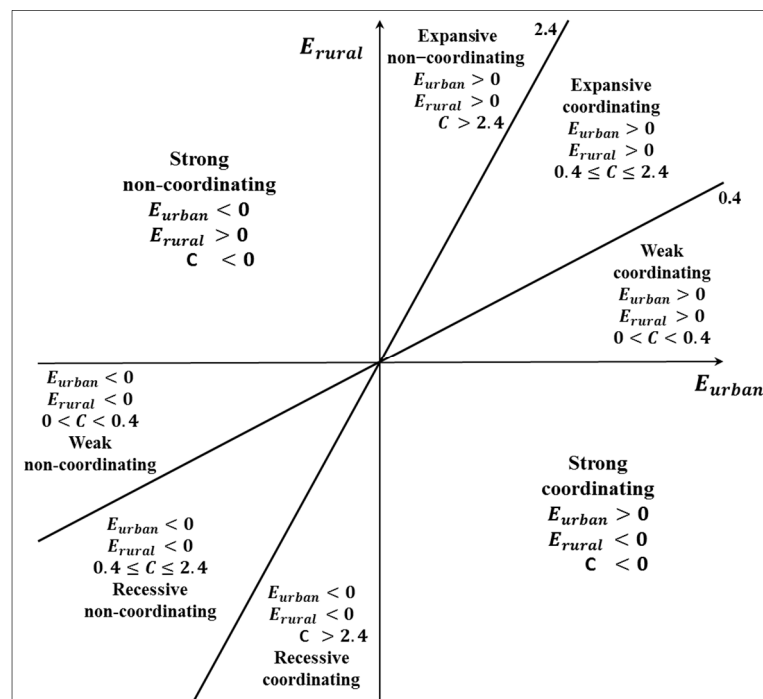 E_rural
2.4
Expansive
non−coordinating
E_urban > 0
E_rural > 0
C > 2.4
Expansive
coordinating
E_urban > 0
E_rural > 0
0.4 ≤ C ≤ 2.4
0.4
Strong
non-coordinating
E_urban < 0
E_rural > 0
C < 0
Weak
coordinating
E_urban > 0
E_rural > 0
0 < C < 0.4
E_urban
E_urban < 0
E_rural < 0
0 < C < 0.4
Weak
non-coordinating
Strong
coordinating
E_urban > 0
E_rural < 0
C < 0
E_urban < 0
E_rural < 0
0.4 ≤ C ≤ 2.4
Recessive
non-coordinating
E_urban < 0
E_rural < 0
C > 2.4
Recessive
coordinating